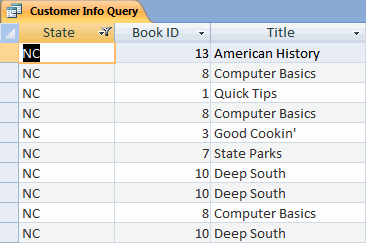 Customer Info Query
State Book ID Title
NC 13 American History
NC 8 Computer Basics
NC 1 Quick Tips
NC 8 Computer Basics
NC 3 Good Cookin'
NC 7 State Parks
NC 10 Deep South
NC 10 Deep South
NC 8 Computer Basics
NC 10 Deep South